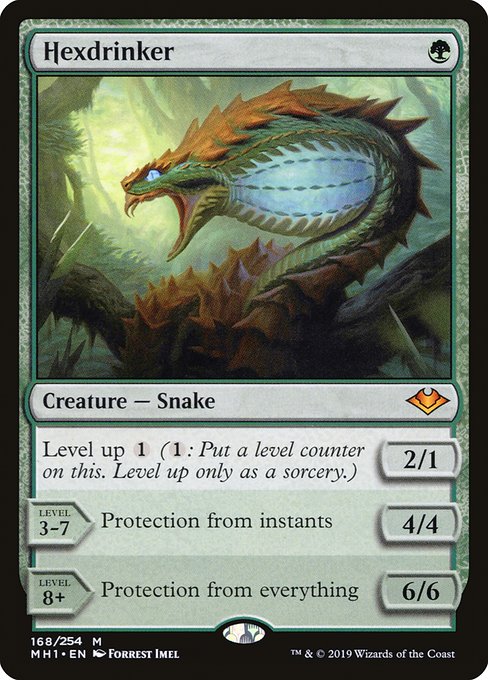 Hexdrinker
Creature — Snake
Level up 1 (1: Put a level counter
on this. Level up only as a sorcery.)
2/1
LEVEL
3-7
Protection from instants
4/4
LEVEL
8+
Protection from everything
6/6
168/254 M
MH1 • EN Forrest Imel
™ & © 2019 Wizards of the Coast